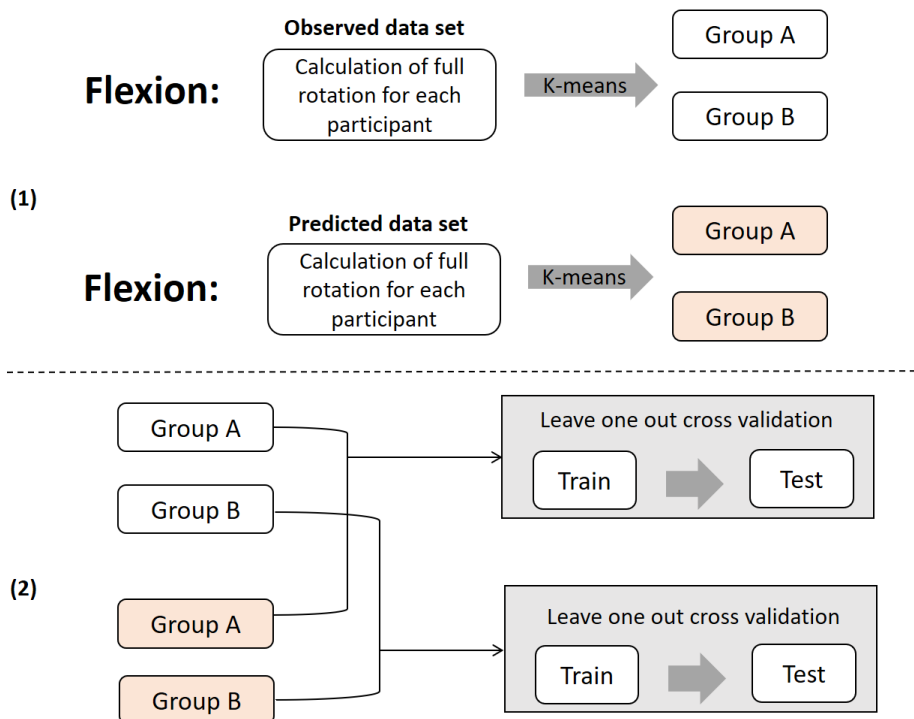 Observed data set
Flexion:
Calculation of full
rotation for each
participant
K-means
Group A
Group B
(1)
Predicted data set
Flexion:
Calculation of full
rotation for each
participant
K-means
Group A
Group B
Group A
Group B
(2)
Group A
Group B
Leave one out cross validation
Train
Test
Leave one out cross validation
Train
Test